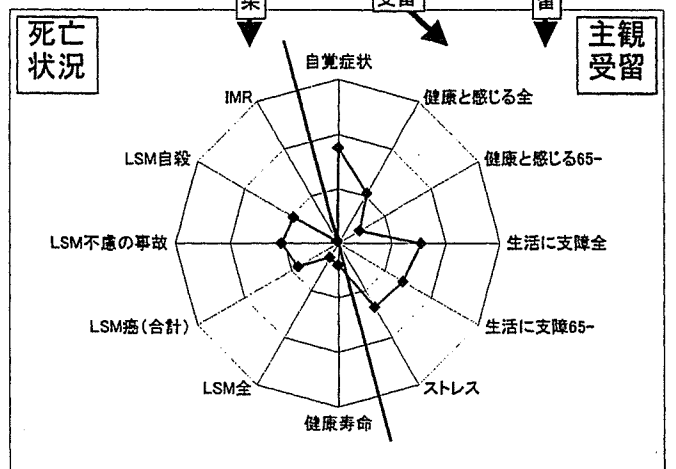 受留
死亡
状況
主観
受留
自覚症状
IMR
健康と感じる全
LSM自殺
健康と感じる65-
LSM不慮の事故
生活に支障全
LSM癌(合計)
生活に支障65-
LSM全
ストレス
健康寿命